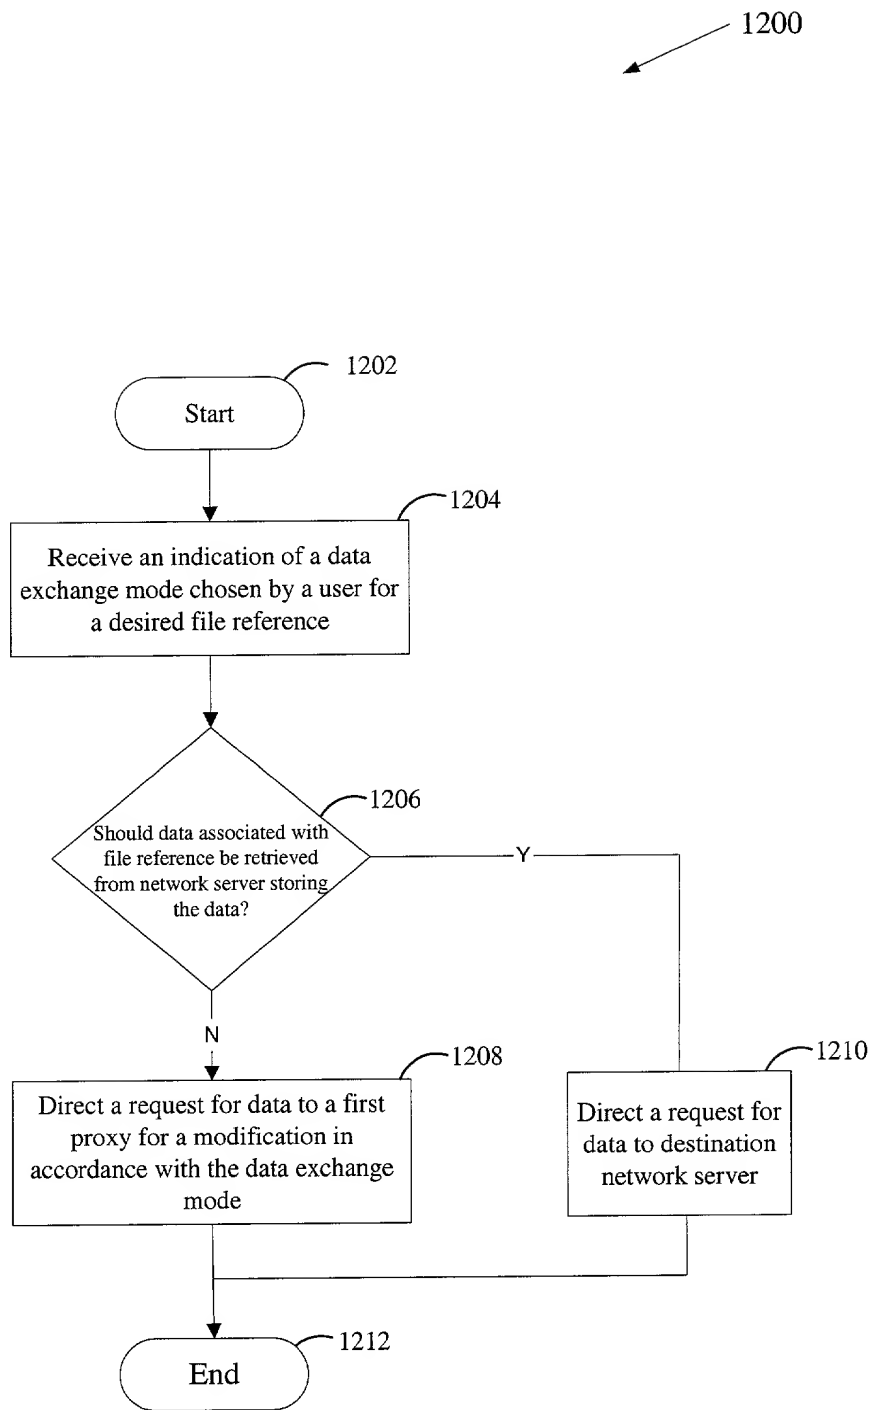 1200
1202
Start
1204
Receive an indication of a data
exchange mode chosen by a user for
a desired file reference
1206
Should data associated with
file reference be retrieved
from network server storing
the data?
Y
N
1208
Direct a request for data to a first
proxy for a modification in
accordance with the data exchange
mode
1210
Direct a request for
data to destination
network server
1212
End